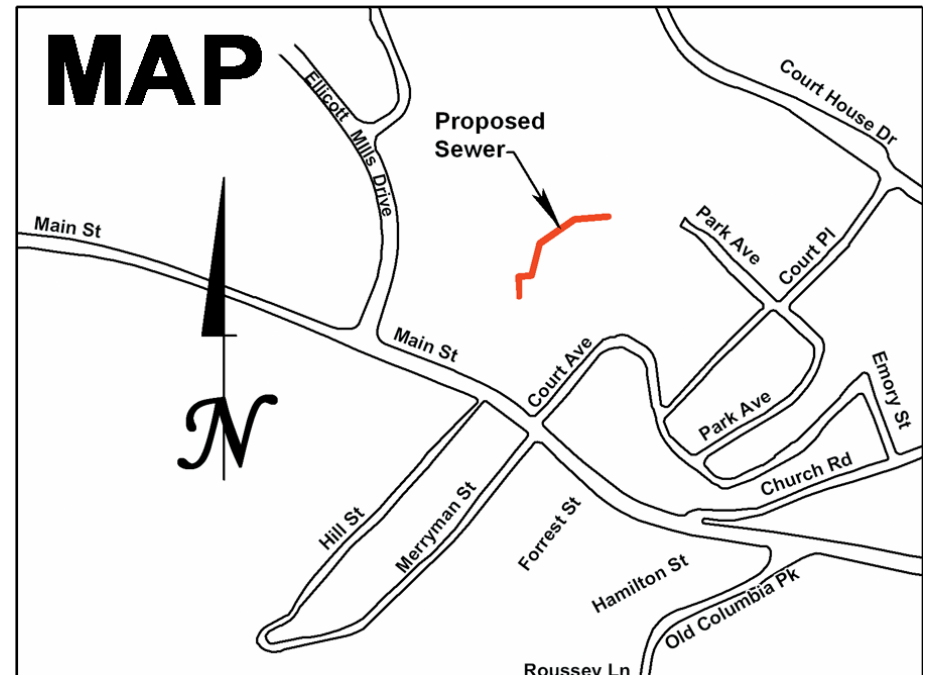 MAP
Court House Dr
Ellicott Mills Drive
Proposed
Sewer
Main St
Park Ave
Court Pl
Main St
Court Ave
Emory St
Park Ave
Church Rd
Hill St
Merryman St
Forrest St
Hamilton St
Old Columbia Pk
Roussey Ln
N